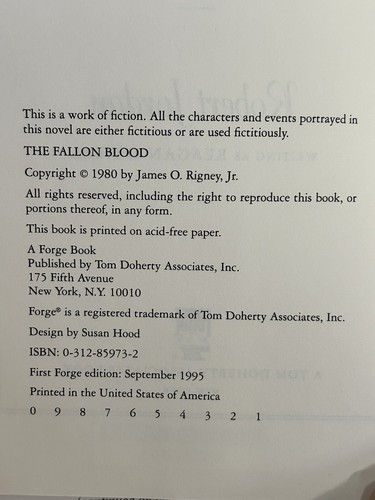 This is a work of fiction. All the characters and events portrayed in
this novel are either fictitious or are used fictitiously.
THE FALLON BLOOD
Copyright © 1980 by James O. Rigney, Jr.
All rights reserved, including the right to reproduce this book, or
portions thereof, in any form.
This book is printed on acid-free paper.
A Forge Book
Published by Tom Doherty Associates, Inc.
175 Fifth Avenue
New York, N.Y. 10010
Forge® is a registered trademark of Tom Doherty Associates, Inc.
Design by Susan Hood
ISBN: 0-312-85973-2
First Forge edition: September 1995
Printed in the United States of America
0 9 8 7 6 5 4 3 2 1